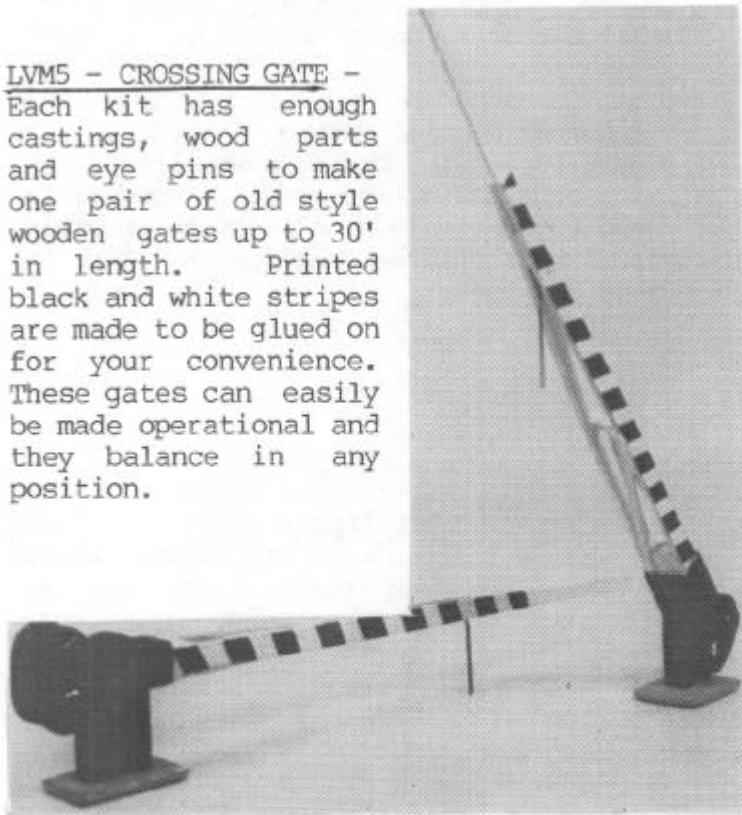 LVM5 - CROSSING GATE -
Each kit has enough
castings, wood parts
and eye pins to make
one pair of old style
wooden gates up to 30'
in length. Printed
black and white stripes
are made to be glued on
for your convenience.
These gates can easily
be made operational and
they balance in any
position.